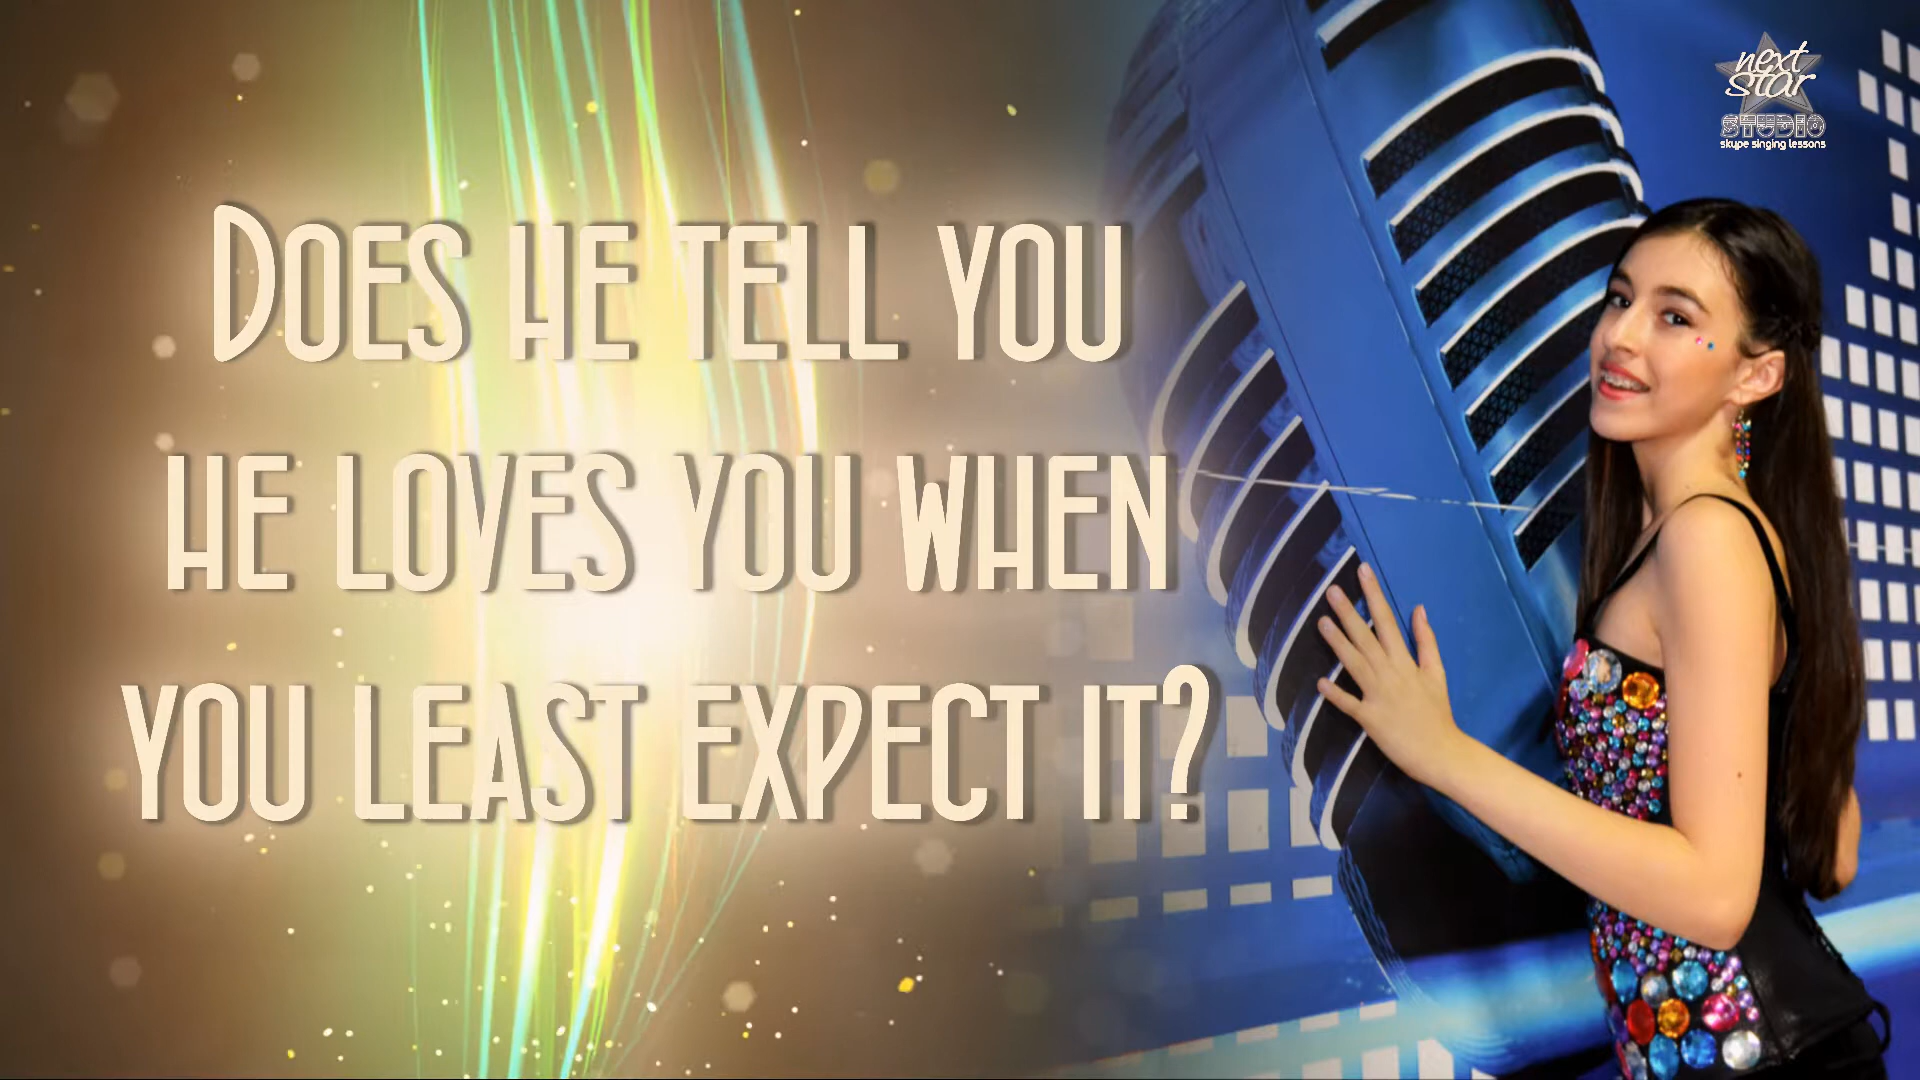 next
star
STUDIO
skype singing lessons
Does he tell you
he loves you when
you least expect it?